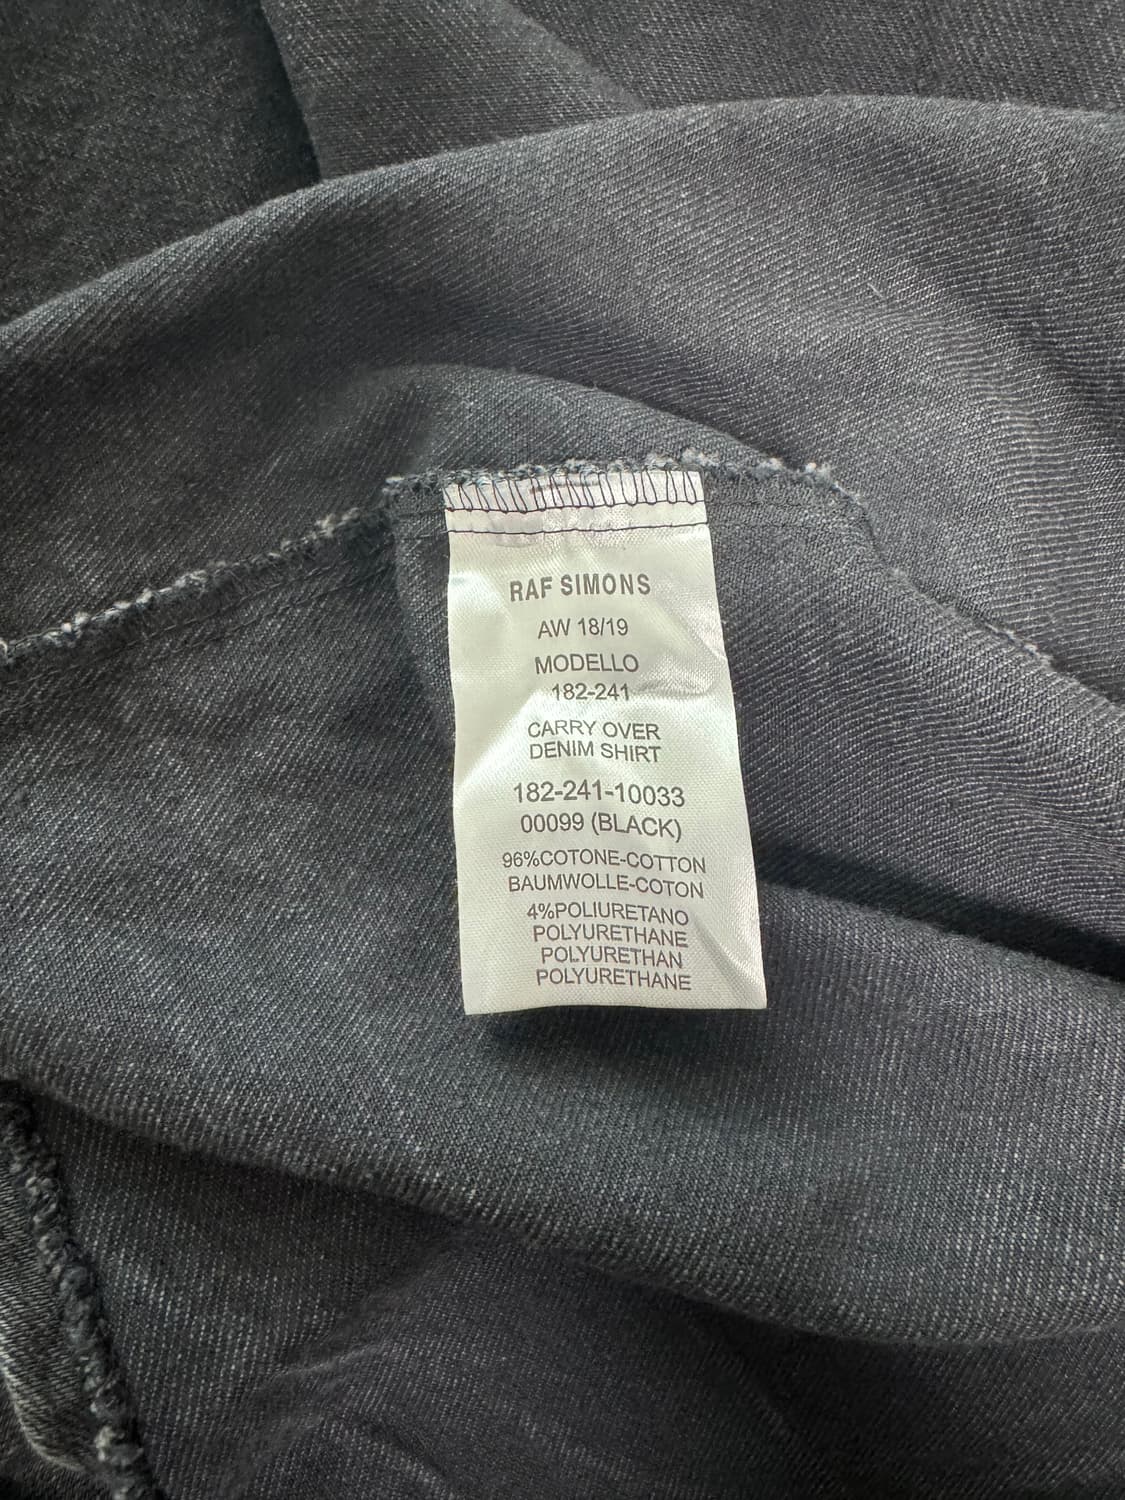 RAF SIMONS
AW 18/19
MODELLO
182-241
CARRY OVER
DENIM SHIRT
182-241-10033
00099 (BLACK)
96%COTONE-COTTON
BAUMWOLLE-COTON
4%POLIURETANO
POLYURETHANE
POLYURETHAN
POLYURETHANE